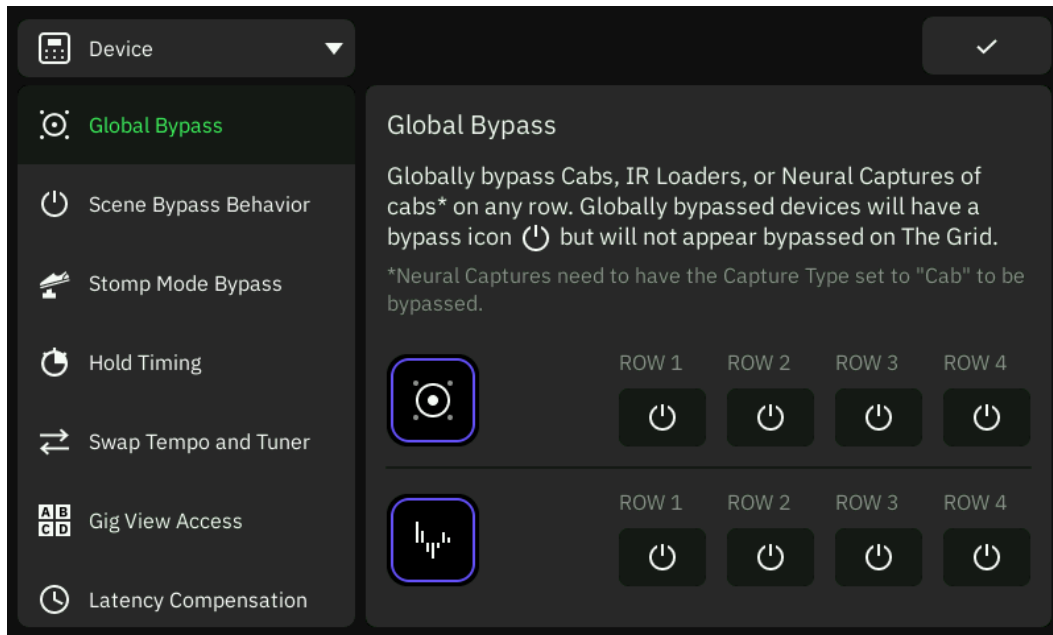 Device
Global Bypass
Scene Bypass Behavior
Stomp Mode Bypass
Hold Timing
Swap Tempo and Tuner
A B
C D
Gig View Access
Latency Compensation
Global Bypass
Globally bypass Cabs, IR Loaders, or Neural Captures of
cabs* on any row. Globally bypassed devices will have a
bypass icon but will not appear bypassed on The Grid.
*Neural Captures need to have the Capture Type set to "Cab" to be
bypassed.
ROW 1 ROW 2 ROW 3 ROW 4
ROW 1 ROW 2 ROW 3 ROW 4